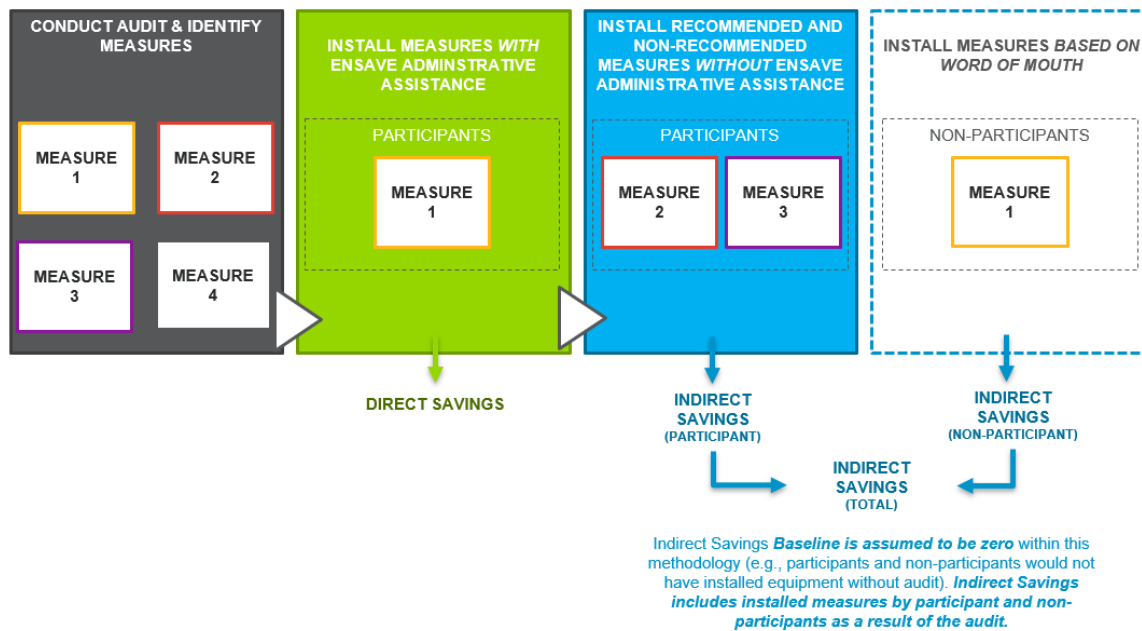 CONDUCT AUDIT & IDENTIFY
MEASURES
MEASURE
1
MEASURE
2
MEASURE
3
MEASURE
4
INSTALL MEASURES WITH
ENSAVE ADMINSTRATIVE
ASSISTANCE
PARTICIPANTS
MEASURE
1
DIRECT SAVINGS
INSTALL RECOMMENDED AND
NON-RECOMMENDED
MEASURES WITHOUT ENSAVE
ADMINISTRATIVE ASSISTANCE
PARTICIPANTS
MEASURE
2
MEASURE
3
INDIRECT
SAVINGS
(PARTICIPANT)
INSTALL MEASURES BASED ON
WORD OF MOUTH
NON-PARTICIPANTS
MEASURE
1
INDIRECT
SAVINGS
(NON-PARTICIPANT)
INDIRECT
SAVINGS
(TOTAL)
Indirect Savings Baseline is assumed to be zero within this
methodology (e.g., participants and non-participants would not
have installed equipment without audit). Indirect Savings
includes installed measures by participant and non-
participants as a result of the audit.